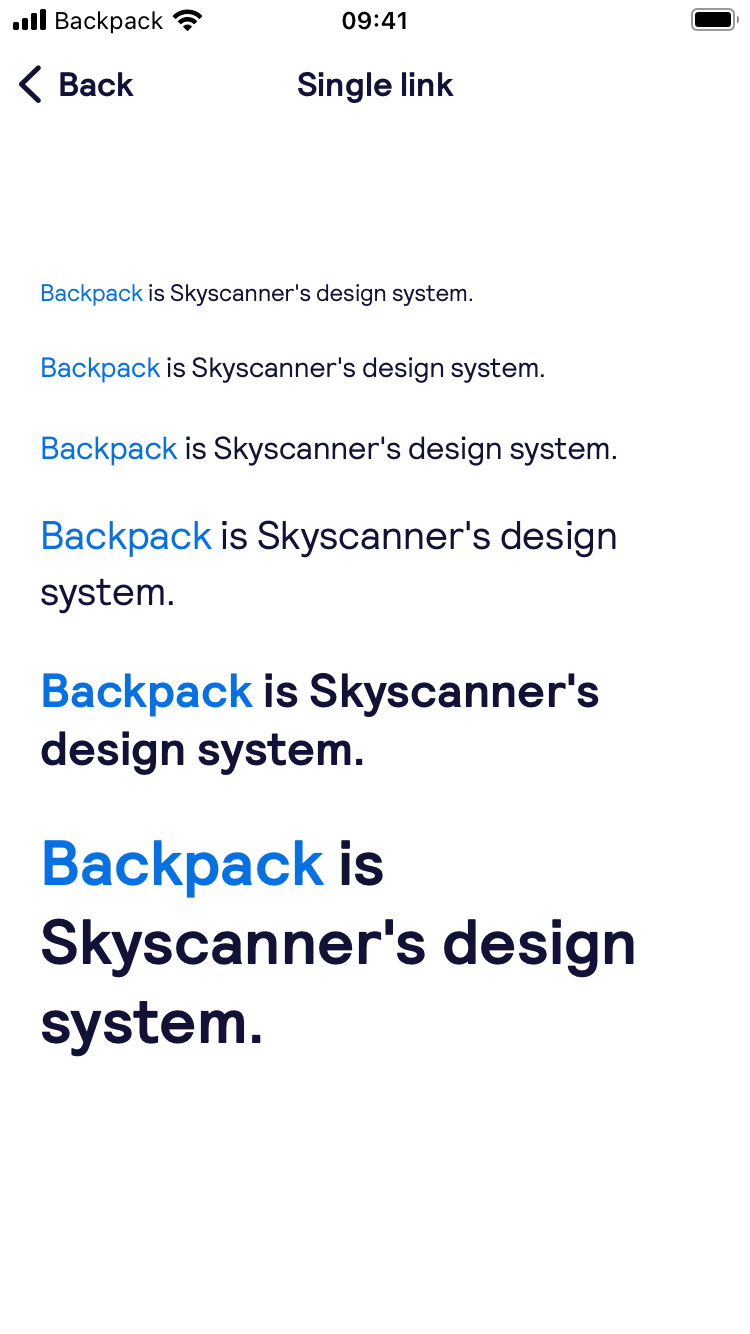 Backpack 09:41
Back Single link
Backpack is Skyscanner's design system.
Backpack is Skyscanner's design system.
Backpack is Skyscanner's design system.
Backpack is Skyscanner's design
system.
Backpack is Skyscanner's
design system.
Backpack is
Skyscanner's design
system.